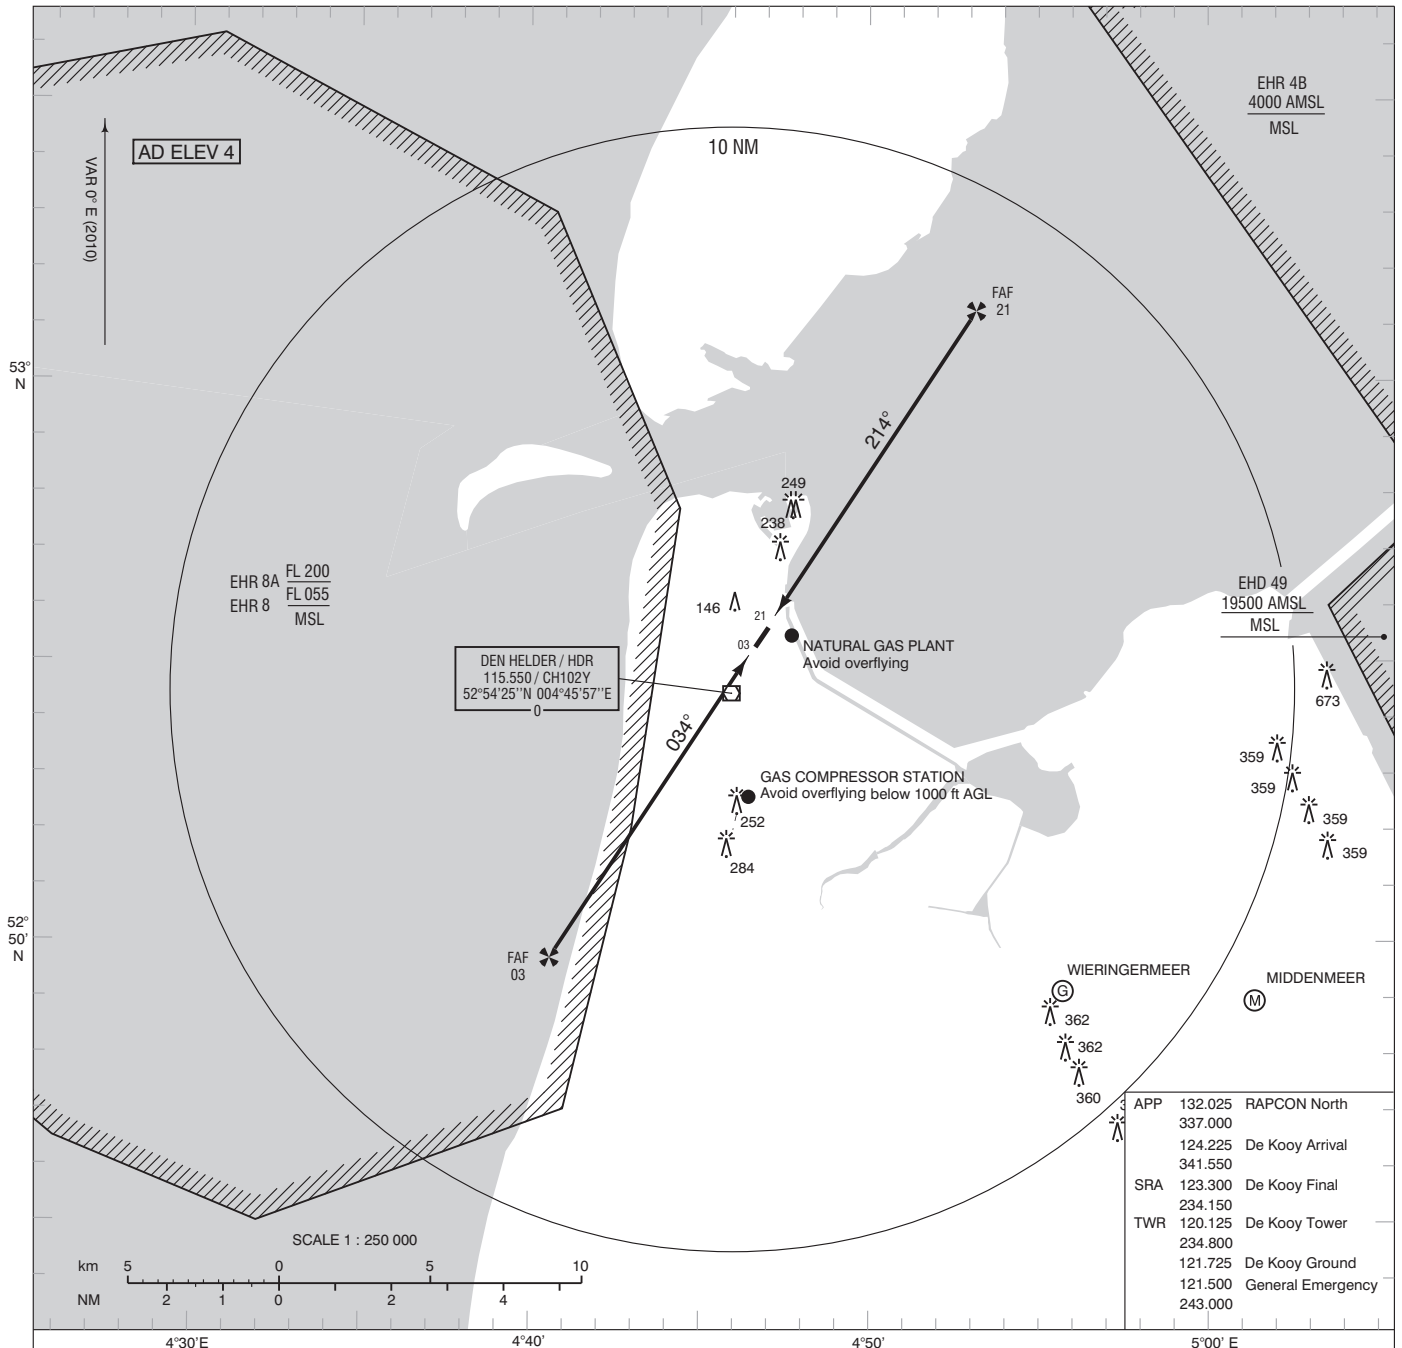 EHR 4B
4000 AMSL
MSL
AD ELEV 4
10 NM
VAR 0° E (2010)
FAF
21
53°
N
214°
249
238
EHR 8A FL 200
FL 055
EHR 8
MSL
146
21
03
EHD 49
19500 AMSL
MSL
NATURAL GAS PLANT
Avoid overflying
DEN HELDER / HDR
115.550 / CH102Y
52°54'25''N 004°45'57''E
0
673
034°
359
359
359
359
GAS COMPRESSOR STATION
Avoid overflying below 1000 ft AGL
252
284
52°
50'
N
FAF
03
WIERINGERMEER
G
MIDDENMEER
M
362
362
360
APP 132.025 RAPCON North
337.000
124.225 De Kooy Arrival
341.550
SRA 123.300 De Kooy Final
234.150
TWR 120.125 De Kooy Tower
234.800
121.725 De Kooy Ground
121.500 General Emergency
243.000
SCALE 1 : 250 000
km 5 0 5 10
NM 2 1 0 2 4
4°30'E 4°40' 4°50' 5°00' E